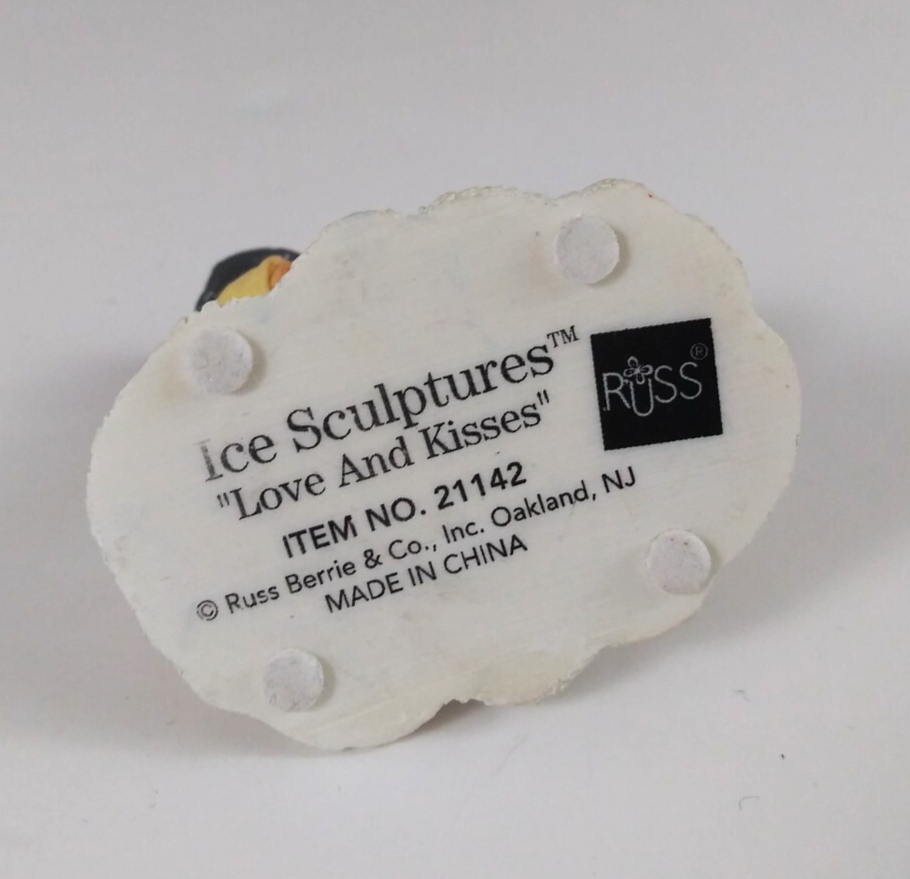 Ice Sculptures™
"Love And Kisses"
RUSS®
ITEM NO. 21142
© Russ Berrie & Co., Inc. Oakland, NJ
MADE IN CHINA